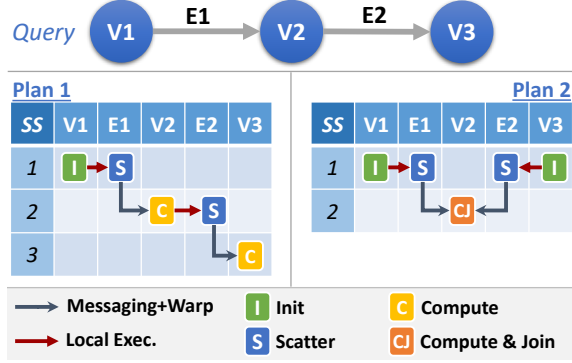 Query V1 E1 V2 E2 V3
Plan 1
SS V1 E1 V2 E2 V3
1 I S
2 C S
3 C
Plan 2
SS V1 E1 V2 E2 V3
1 I S S I
2 CJ
Messaging+Warp I Init C Compute
Local Exec. S Scatter CJ Compute & Join